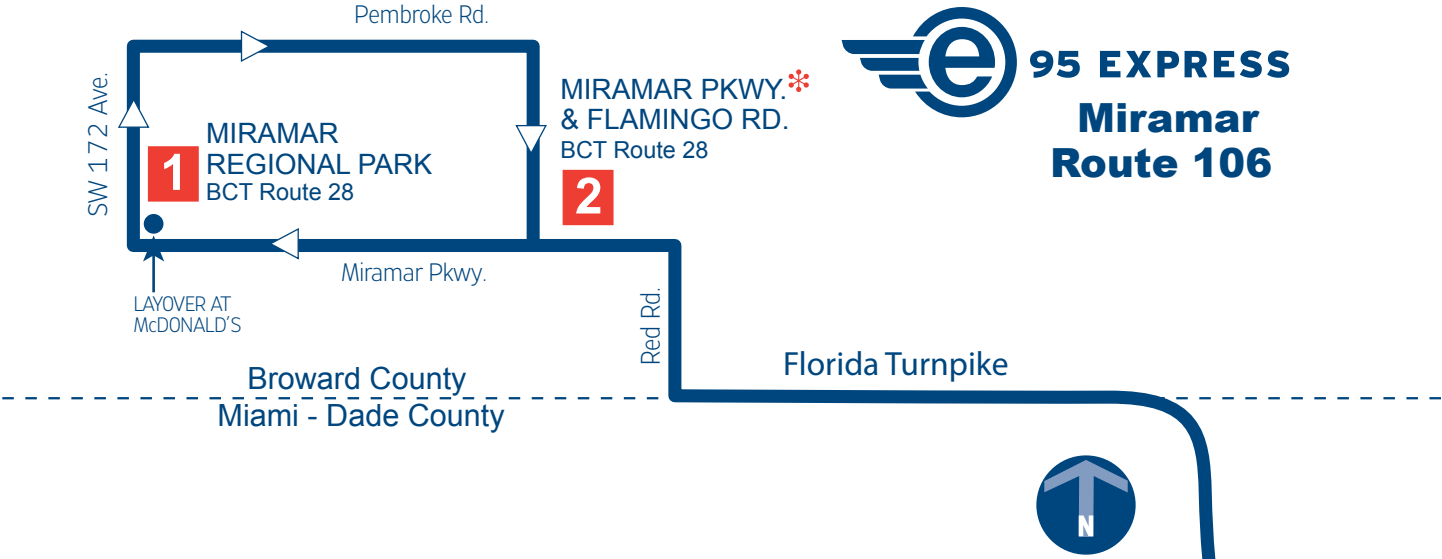 Pembroke Rd.
e 95 EXPRESS
Miramar
Route 106
SW 172 Ave.
MIRAMAR PKWY.*
& FLAMINGO RD.
BCT Route 28
2
1
MIRAMAR
REGIONAL PARK
BCT Route 28
Miramar Pkwy.
LAYOVER AT
McDONALD'S
Red Rd.
Florida Turnpike
Broward County
Miami - Dade County
N